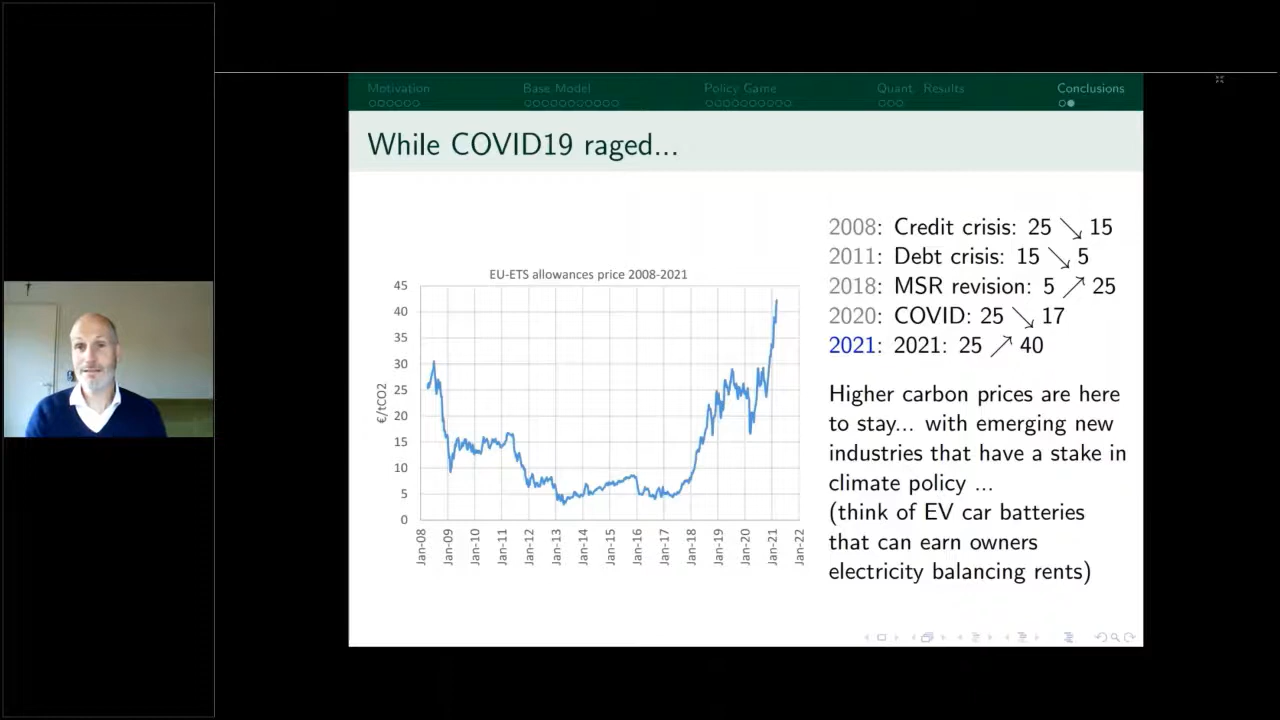 Motivation
Base Model
Policy Game
Quant. Results
Conclusions
While COVID19 raged...
EU-ETS allowances price 2008-2021
45
40
35
30
25
20
15
10
5
0
€/tCO2
Jan-08
Jan-09
Jan-10
Jan-11
Jan-12
Jan-13
Jan-14
Jan-15
Jan-16
Jan-17
Jan-18
Jan-19
Jan-20
Jan-21
Jan-22
2008: Credit crisis: 25 ↘ 15
2011: Debt crisis: 15 ↘ 5
2018: MSR revision: 5 ↗ 25
2020: COVID: 25 ↘ 17
2021: 2021: 25 ↗ 40
Higher carbon prices are here
to stay... with emerging new
industries that have a stake in
climate policy ...
(think of EV car batteries
that can earn owners
electricity balancing rents)